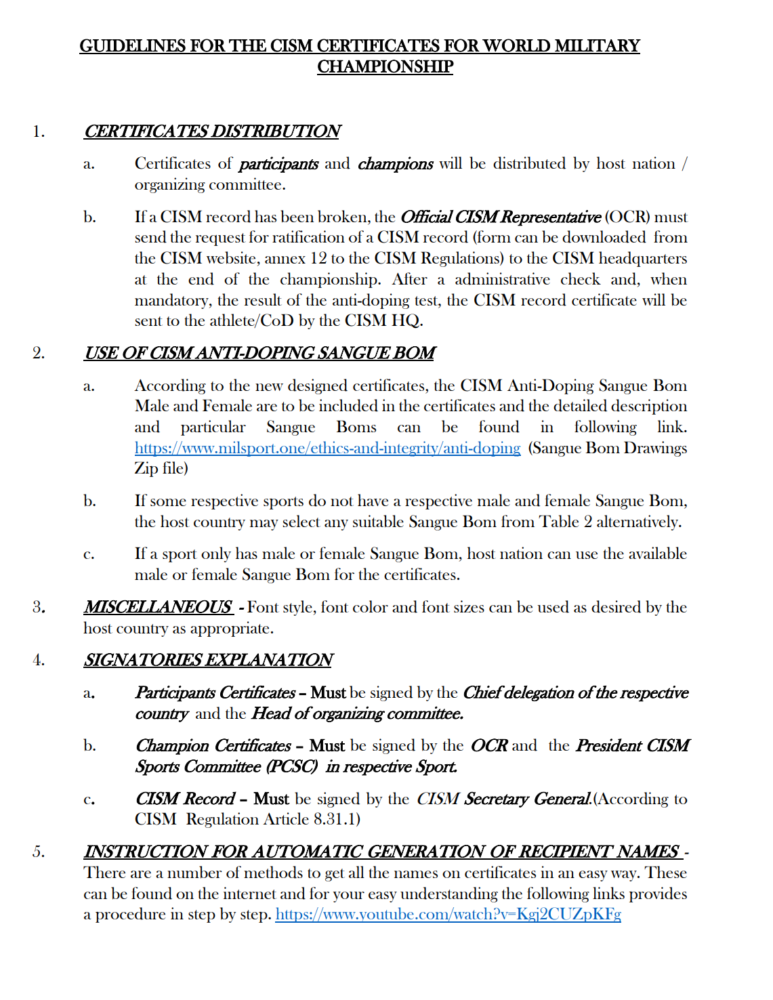 GUIDELINES FOR THE CISM CERTIFICATES FOR WORLD MILITARY
CHAMPIONSHIP
1. CERTIFICATES DISTRIBUTION
a. Certificates of participants and champions will be distributed by host nation /
organizing committee.
b. If a CISM record has been broken, the Official CISM Representative (OCR) must
send the request for ratification of a CISM record (form can be downloaded from
the CISM website, annex 12 to the CISM Regulations) to the CISM headquarters
at the end of the championship. After a administrative check and, when
mandatory, the result of the anti-doping test, the CISM record certificate will be
sent to the athlete/CoD by the CISM HQ.
2. USE OF CISM ANTI-DOPING SANGUE BOM
a. According to the new designed certificates, the CISM Anti-Doping Sangue Bom
Male and Female are to be included in the certificates and the detailed description
and particular Sangue Boms can be found in following link.
https://www.milsport.one/ethics-and-integrity/anti-doping (Sangue Bom Drawings
Zip file)
b. If some respective sports do not have a respective male and female Sangue Bom,
the host country may select any suitable Sangue Bom from Table 2 alternatively.
c. If a sport only has male or female Sangue Bom, host nation can use the available
male or female Sangue Bom for the certificates.
3. MISCELLANEOUS - Font style, font color and font sizes can be used as desired by the
host country as appropriate.
4. SIGNATORIES EXPLANATION
a. Participants Certificates – Must be signed by the Chief delegation of the respective
country and the Head of organizing committee.
b. Champion Certificates – Must be signed by the OCR and the President CISM
Sports Committee (PCSC) in respective Sport.
c. CISM Record – Must be signed by the CISM Secretary General.(According to
CISM Regulation Article 8.31.1)
5. INSTRUCTION FOR AUTOMATIC GENERATION OF RECIPIENT NAMES -
There are a number of methods to get all the names on certificates in an easy way. These
can be found on the internet and for your easy understanding the following links provides
a procedure in step by step. https://www.youtube.com/watch?v=Kgj2CUZpKFg